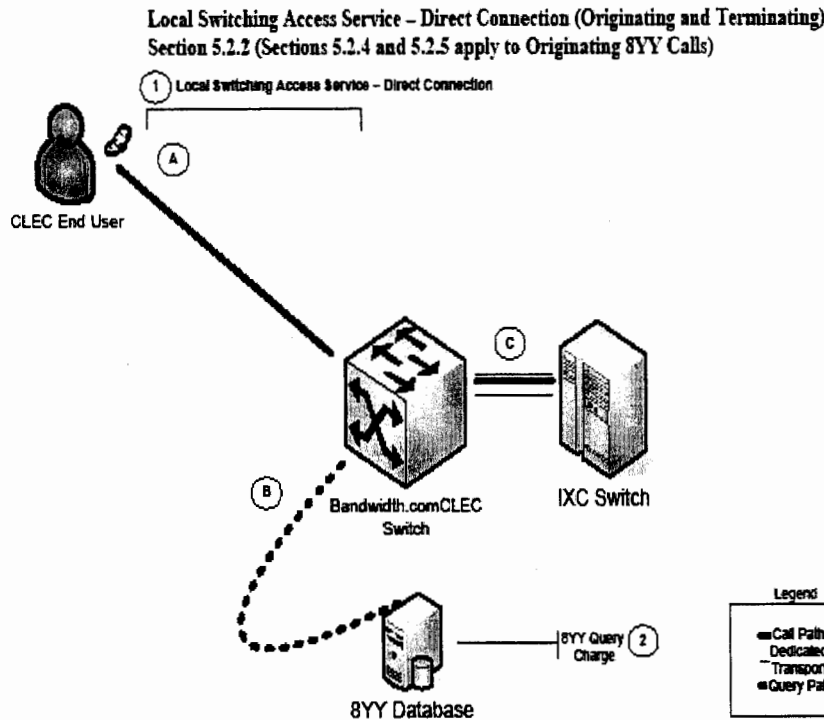 Local Switching Access Service – Direct Connection (Originating and Terminating)
Section 5.2.2 (Sections 5.2.4 and 5.2.5 apply to Originating 8YY Calls)
1 Local Switching Access Service – Direct Connection
A
CLEC End User
C
B
Bandwidth.comCLEC
Switch
IXC Switch
8YY Query
Charge
2
8YY Database
Legend
Call Path
Dedicated
Transpor
Query Pat